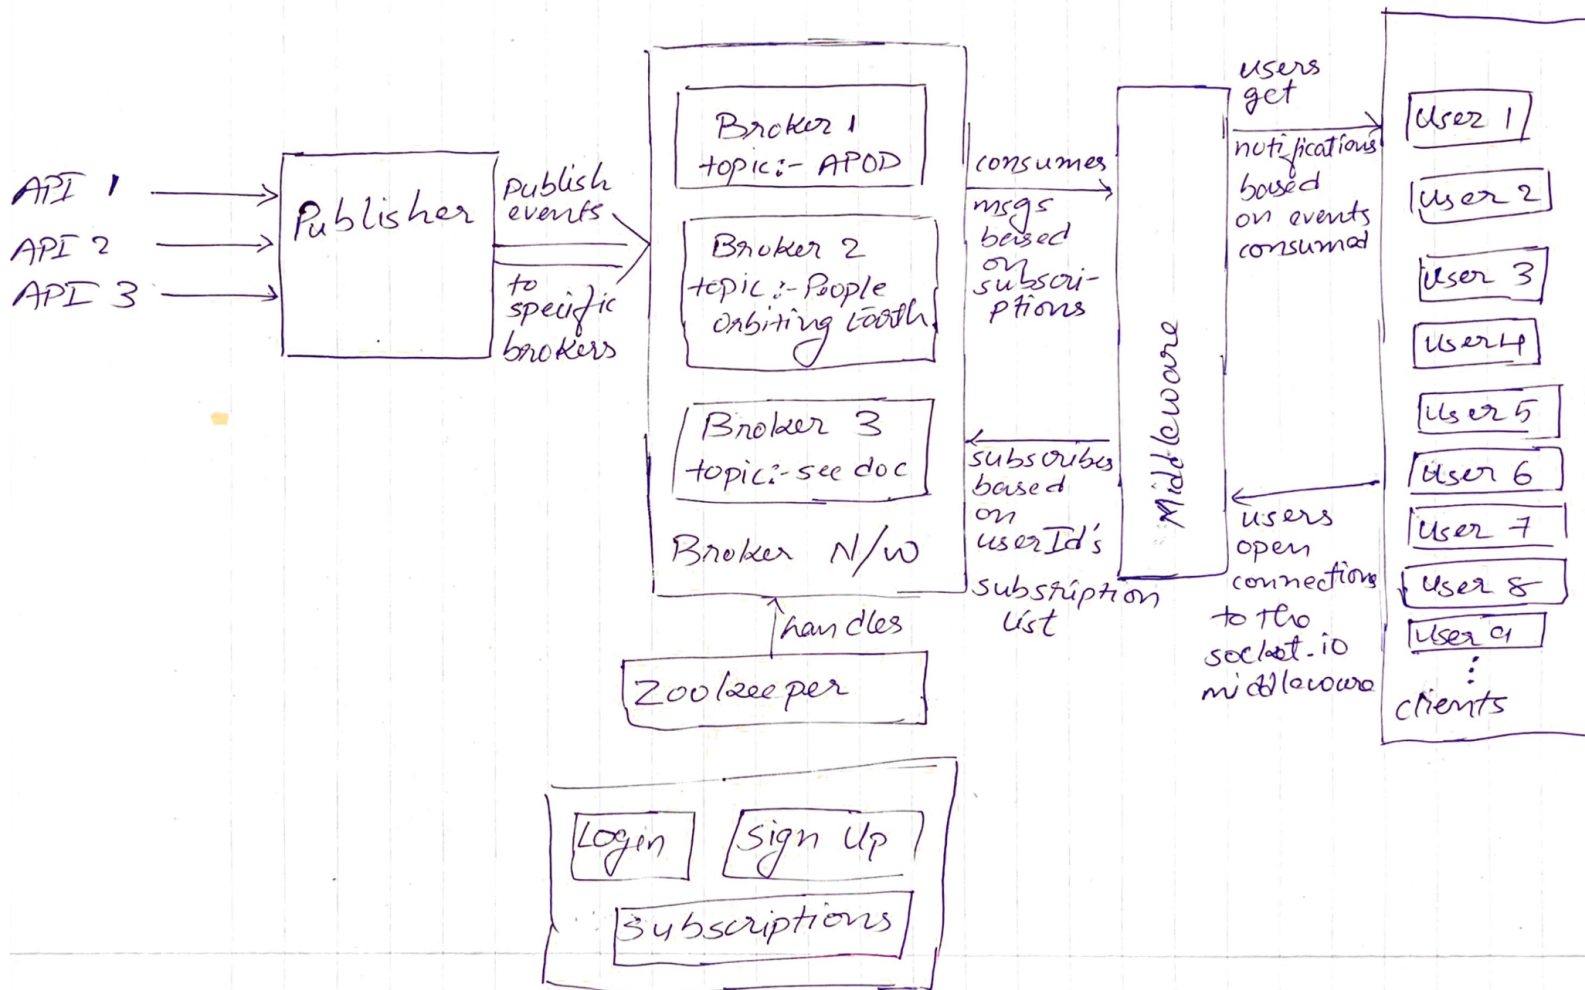 API 1
API 2
API 3
Publisher
Publish
events
to
specific
brokers
Broker 1
topic:- APOD
Broker 2
topic:- People
Orbiting Earth
Broker 3
topic:- see doc
Broker N/W
handles
Zookeeper
consumes
msgs
based
on
subscri-
ptions
subscribes
based
on
userId's
subsription
list
Middleware
users
get
notifications
based
on events
consumed
users
open
connections
to the
socket.io
middleware
User 1
User 2
User 3
User 4
User 5
User 6
User 7
User 8
User 9
clients
Login
Sign Up
Subscriptions